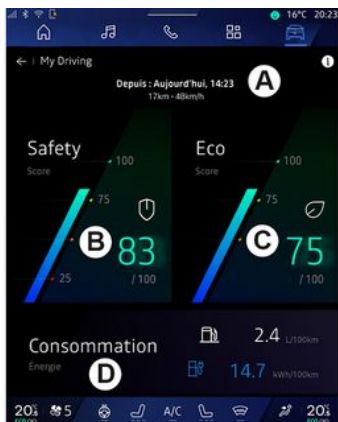 16°C 20:23
My Driving
Depuis : Aujourd'hui, 14:23
17km - 48km/h
A
Safety
Score
100
75
B
83
25
/100
Eco
Score
100
75
C
75
/100
Consommation
Énergie
D
2.4 L/100km
14.7 kWh/100km
20 5 A/C 20